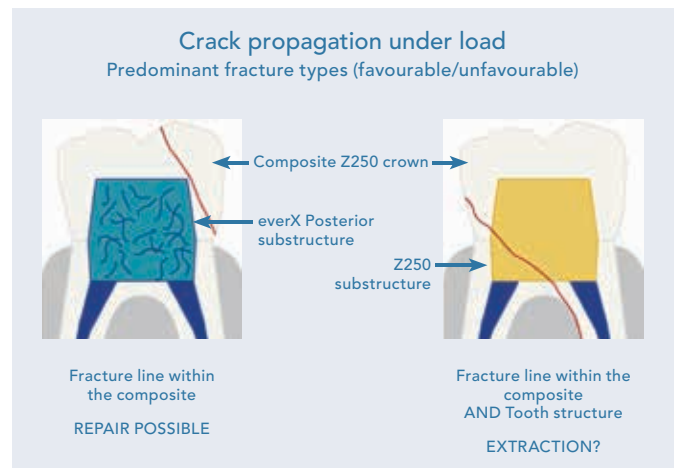 Crack propagation under load
Predominant fracture types (favourable/unfavourable)
Composite Z250 crown
everX Posterior
substructure
Z250
substructure
Fracture line within
the composite
REPAIR POSSIBLE
Fracture line within the
composite
AND Tooth structure
EXTRACTION?